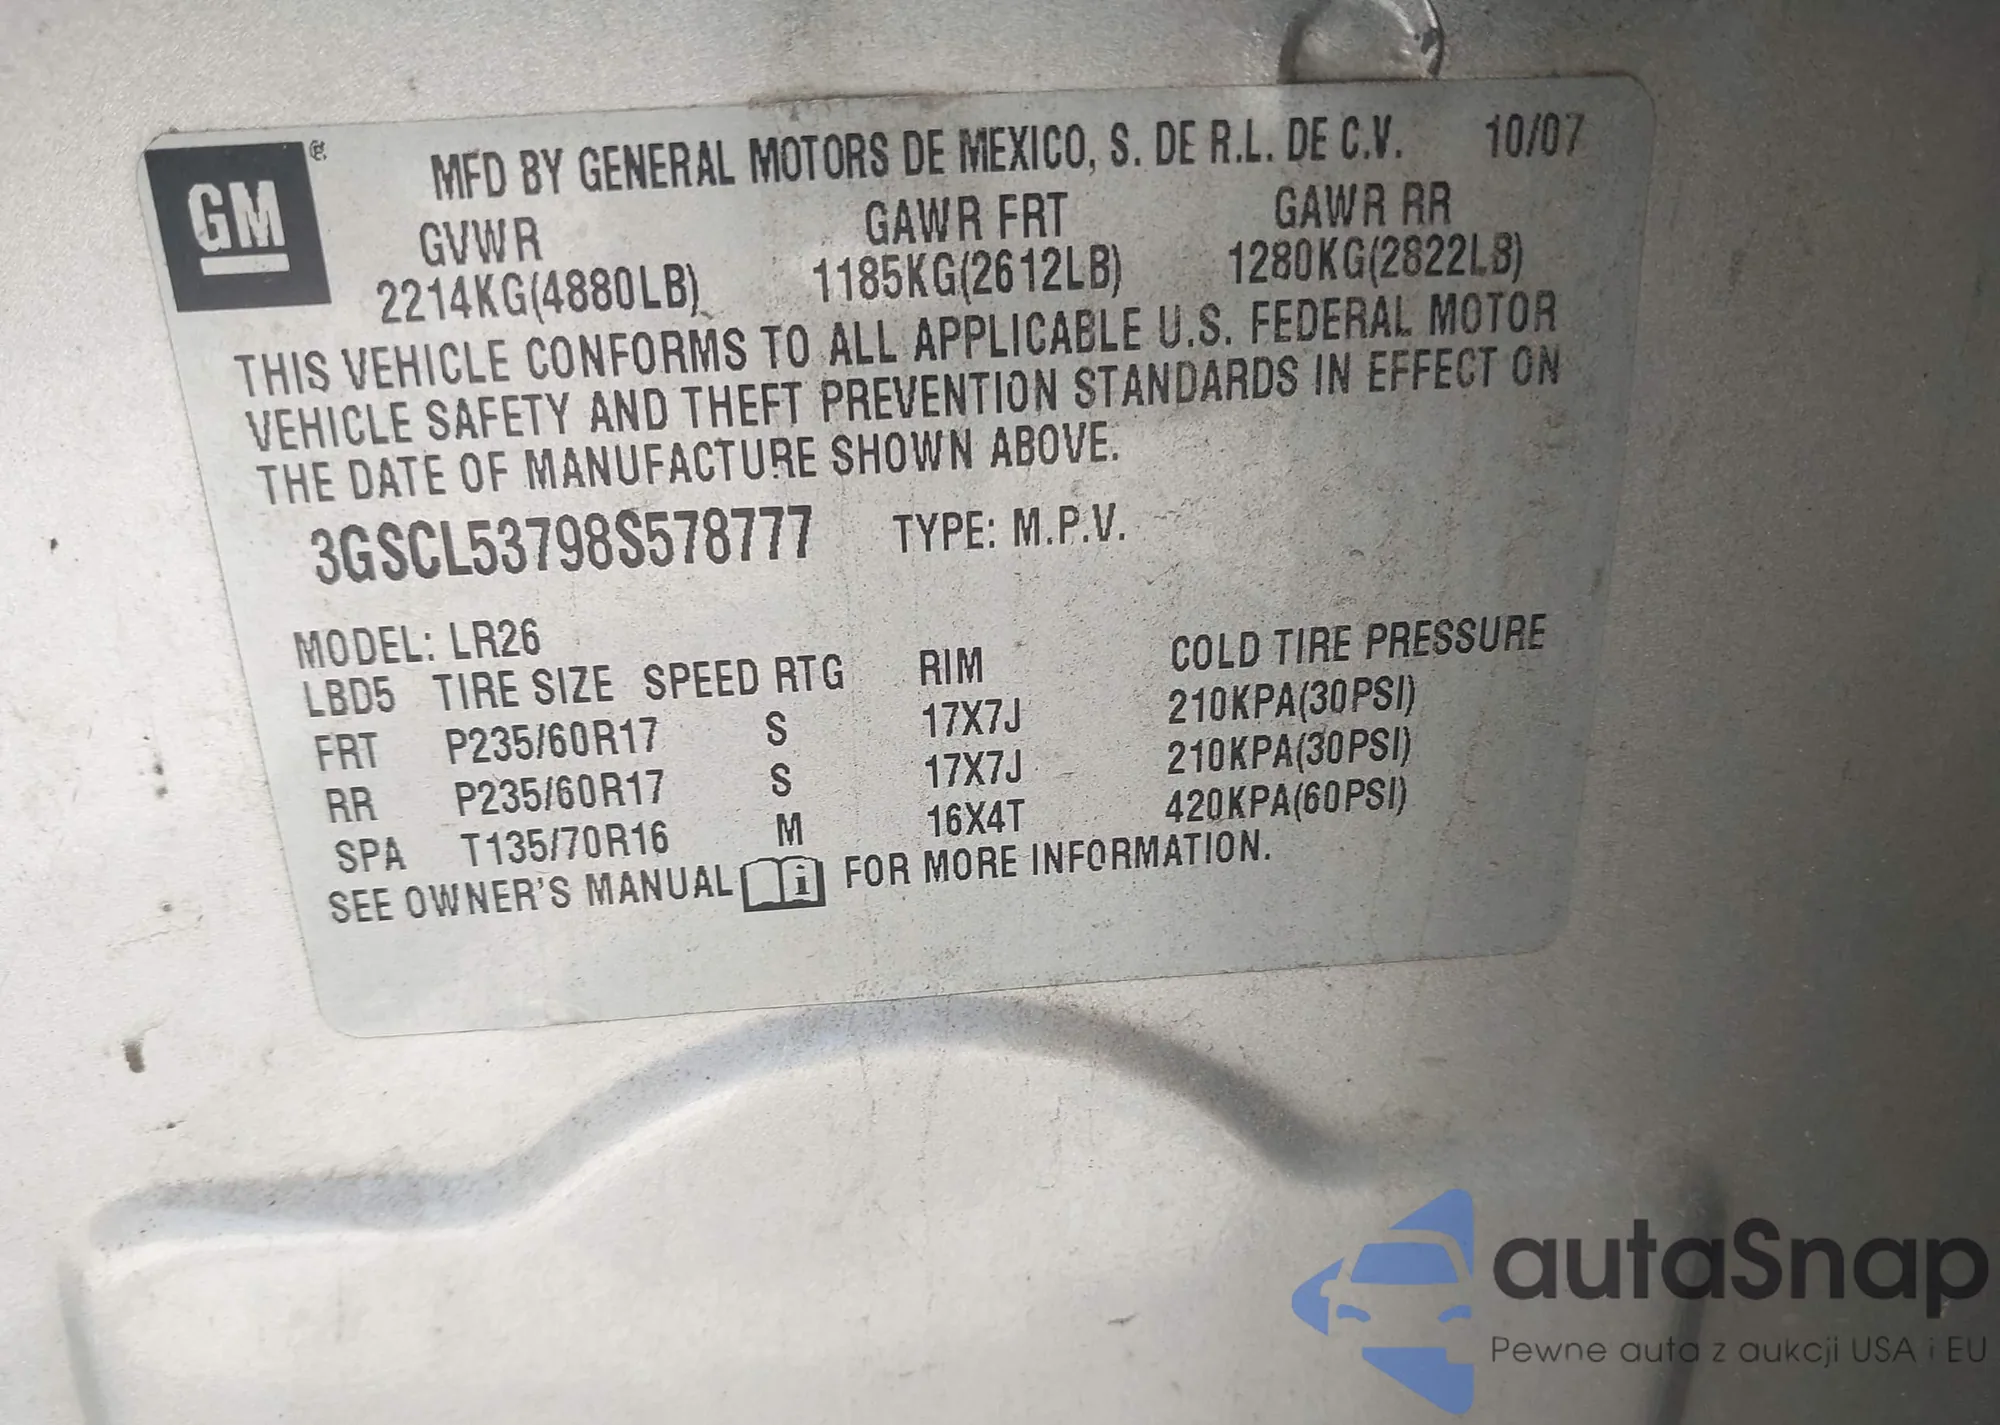 GM
MFD BY GENERAL MOTORS DE MEXICO, S. DE R.L. DE C.V. 10/07
GVWR GAWR FRT GAWR RR
2214KG(4880LB) 1185KG(2612LB) 1280KG(2822LB)
THIS VEHICLE CONFORMS TO ALL APPLICABLE U.S. FEDERAL MOTOR
VEHICLE SAFETY AND THEFT PREVENTION STANDARDS IN EFFECT ON
THE DATE OF MANUFACTURE SHOWN ABOVE.
3GSCL53798S578777 TYPE: M.P.V.
MODEL: LR26
LBD5 TIRE SIZE SPEED RTG RIM COLD TIRE PRESSURE
FRT P235/60R17 S 17X7J 210KPA(30PSI)
RR P235/60R17 S 17X7J 210KPA(30PSI)
SPA T135/70R16 M 16X4T 420KPA(60PSI)
SEE OWNER'S MANUAL i FOR MORE INFORMATION.
autaSnap
Pewne auta z aukcji USA i EU